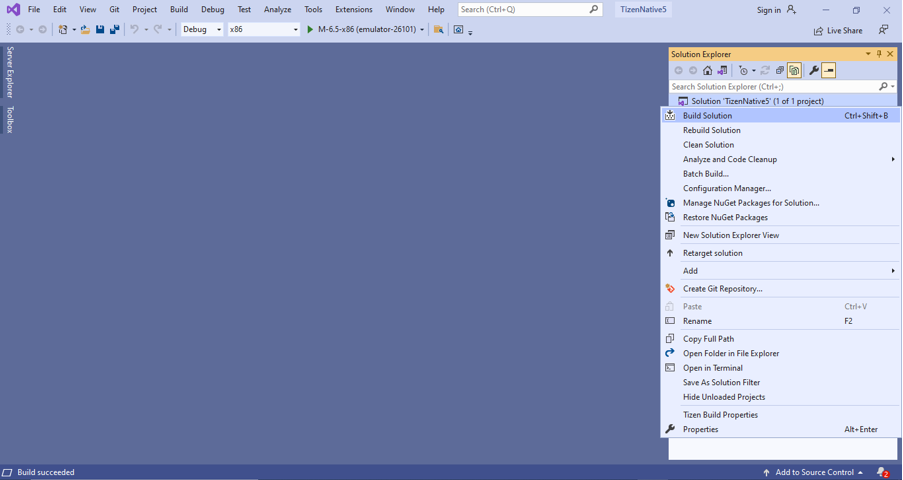 File Edit View Git Project Build Debug Test Analyze Tools Extensions Window Help Search (Ctrl+Q) TizenNative5 Sign in
Debug x86 M-6.5-x86 (emulator-26101) Live Share
Server Explorer
Toolbox
Solution Explorer
Search Solution Explorer (Ctrl+;)
Solution 'TizenNative5' (1 of 1 project)
Build Solution Ctrl+Shift+B
Rebuild Solution
Clean Solution
Analyze and Code Cleanup
Batch Build...
Configuration Manager...
Manage NuGet Packages for Solution...
Restore NuGet Packages
New Solution Explorer View
Retarget solution
Add
Create Git Repository...
Paste Ctrl+V
Rename F2
Copy Full Path
Open Folder in File Explorer
Open in Terminal
Save As Solution Filter
Hide Unloaded Projects
Tizen Build Properties
Properties Alt+Enter
Build succeeded Add to Source Control 2